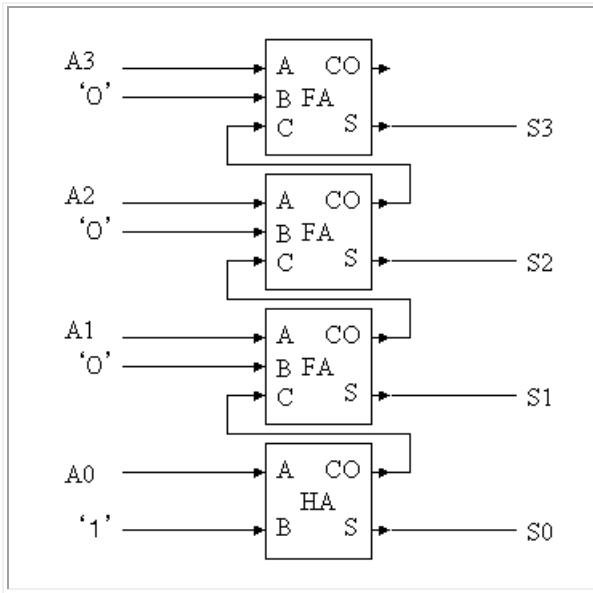 A3 A CO
‘0’ B FA
C S S3
A2 A CO
‘0’ B FA
C S S2
A1 A CO
‘0’ B FA
C S S1
A0 A CO
HA
‘1’ B S S0